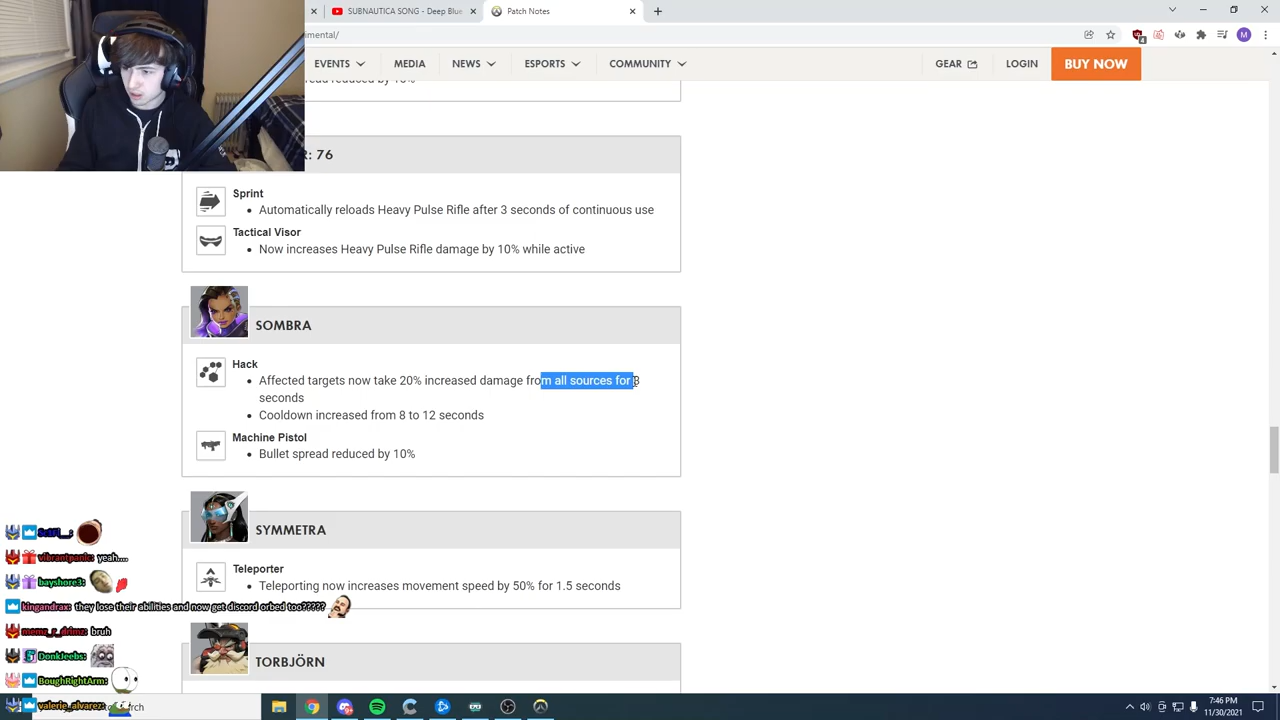 SUBNAUTICA SONG - Deep Blue
Patch Notes
mental/
EVENTS
MEDIA
NEWS
ESPORTS
COMMUNITY
GEAR
LOGIN
BUY NOW
R: 76
Sprint
Automatically reloads Heavy Pulse Rifle after 3 seconds of continuous use
Tactical Visor
Now increases Heavy Pulse Rifle damage by 10% while active
SOMBRA
Hack
Affected targets now take 20% increased damage from all sources for 8
seconds
Cooldown increased from 8 to 12 seconds
Machine Pistol
Bullet spread reduced by 10%
SYMMETRA
Teleporter
Teleporting now increases movement speed by 50% for 1.5 seconds
vibrantpanic: yeah....
bayshore3:
kingandrax: they lose their abilities and now get discord orbed too?????
memz_r_drimz: bruh
DonkJeebs:
BoughRightArm:
valerie_alvarez:
TORBJÖRN
7:46 PM
11/30/2021